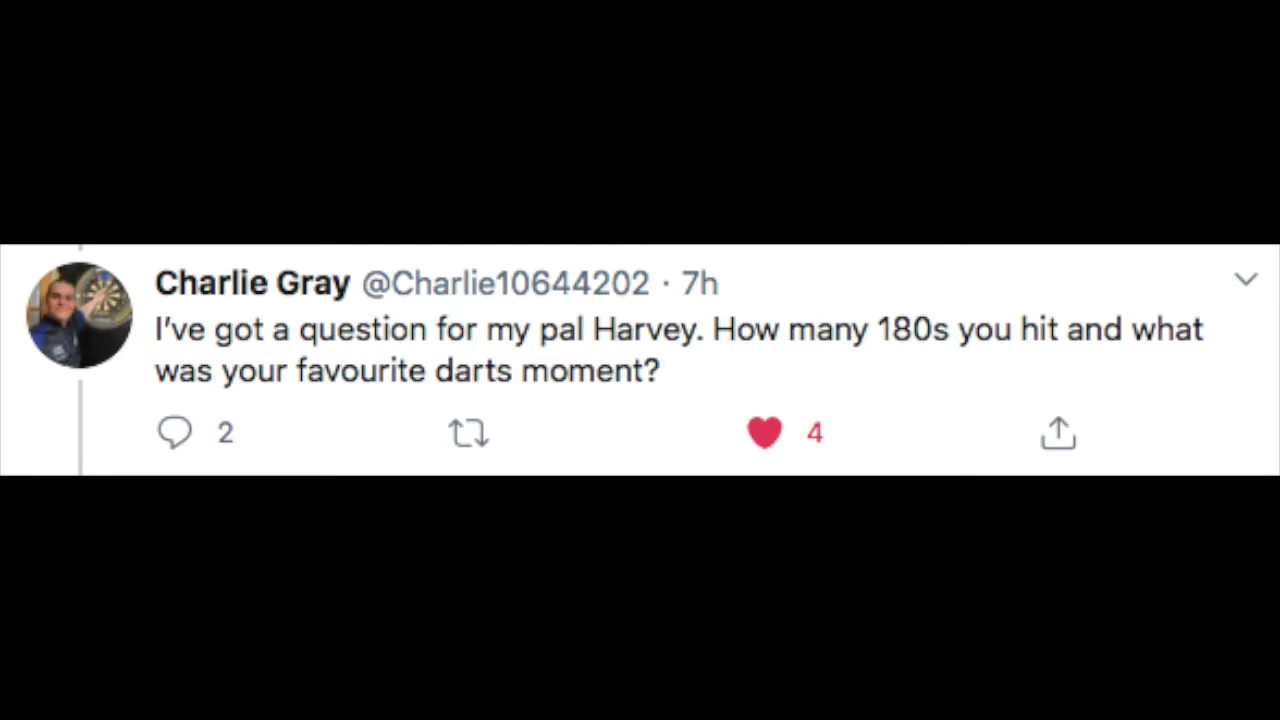 Charlie Gray @Charlie10644202 · 7h
I’ve got a question for my pal Harvey. How many 180s you hit and what
was your favourite darts moment?
2 4